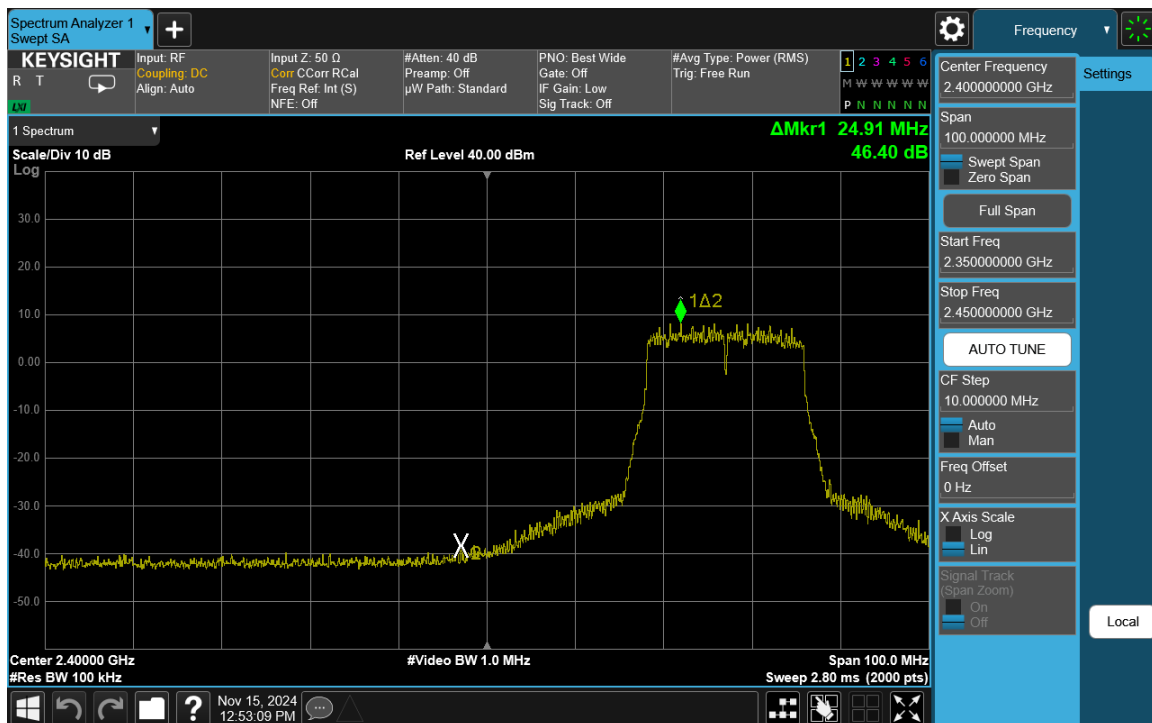 Spectrum Analyzer 1
Swept SA
Frequency
KEYSIGHT
R T
LXI
Input: RF
Coupling: DC
Align: Auto
Input Z: 50 Ω
Corr CCorr RCal
Freq Ref: Int (S)
NFE: Off
#Atten: 40 dB
Preamp: Off
µW Path: Standard
PNO: Best Wide
Gate: Off
IF Gain: Low
Sig Track: Off
#Avg Type: Power (RMS)
Trig: Free Run
1 2 3 4 5 6
M W W W W W
P N N N N N
1 Spectrum
Scale/Div 10 dB
Ref Level 40.00 dBm
ΔMkr1 24.91 MHz
46.40 dB
Log
30.0
20.0
10.0
0.00
-10.0
-20.0
-30.0
-40.0
-50.0
1Δ2
X2
Center 2.40000 GHz
#Res BW 100 kHz
#Video BW 1.0 MHz
Span 100.0 MHz
Sweep 2.80 ms (2000 pts)
Center Frequency
2.400000000 GHz
Span
100.000000 MHz
Swept Span
Zero Span
Full Span
Start Freq
2.350000000 GHz
Stop Freq
2.450000000 GHz
AUTO TUNE
CF Step
10.000000 MHz
Auto
Man
Freq Offset
0 Hz
X Axis Scale
Log
Lin
Signal Track
(Span Zoom)
On
Off
Settings
Local
?
Nov 15, 2024
12:53:09 PM